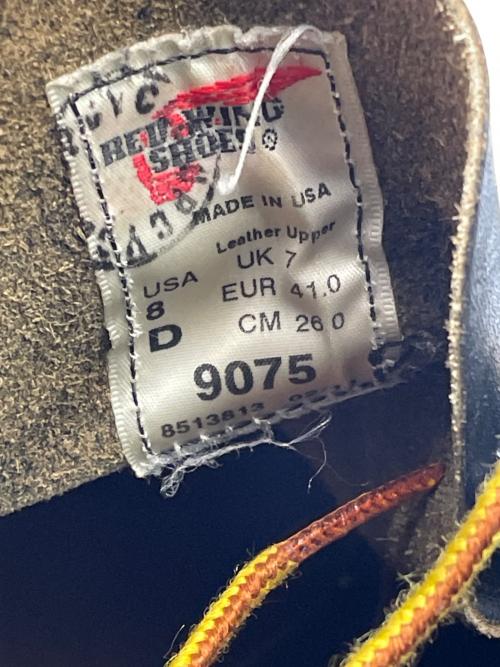 RED WING
SHOES®
MADE IN USA
Leather Upper
USA
8
D
UK 7
EUR 41.0
CM 26 0
9075
8513613